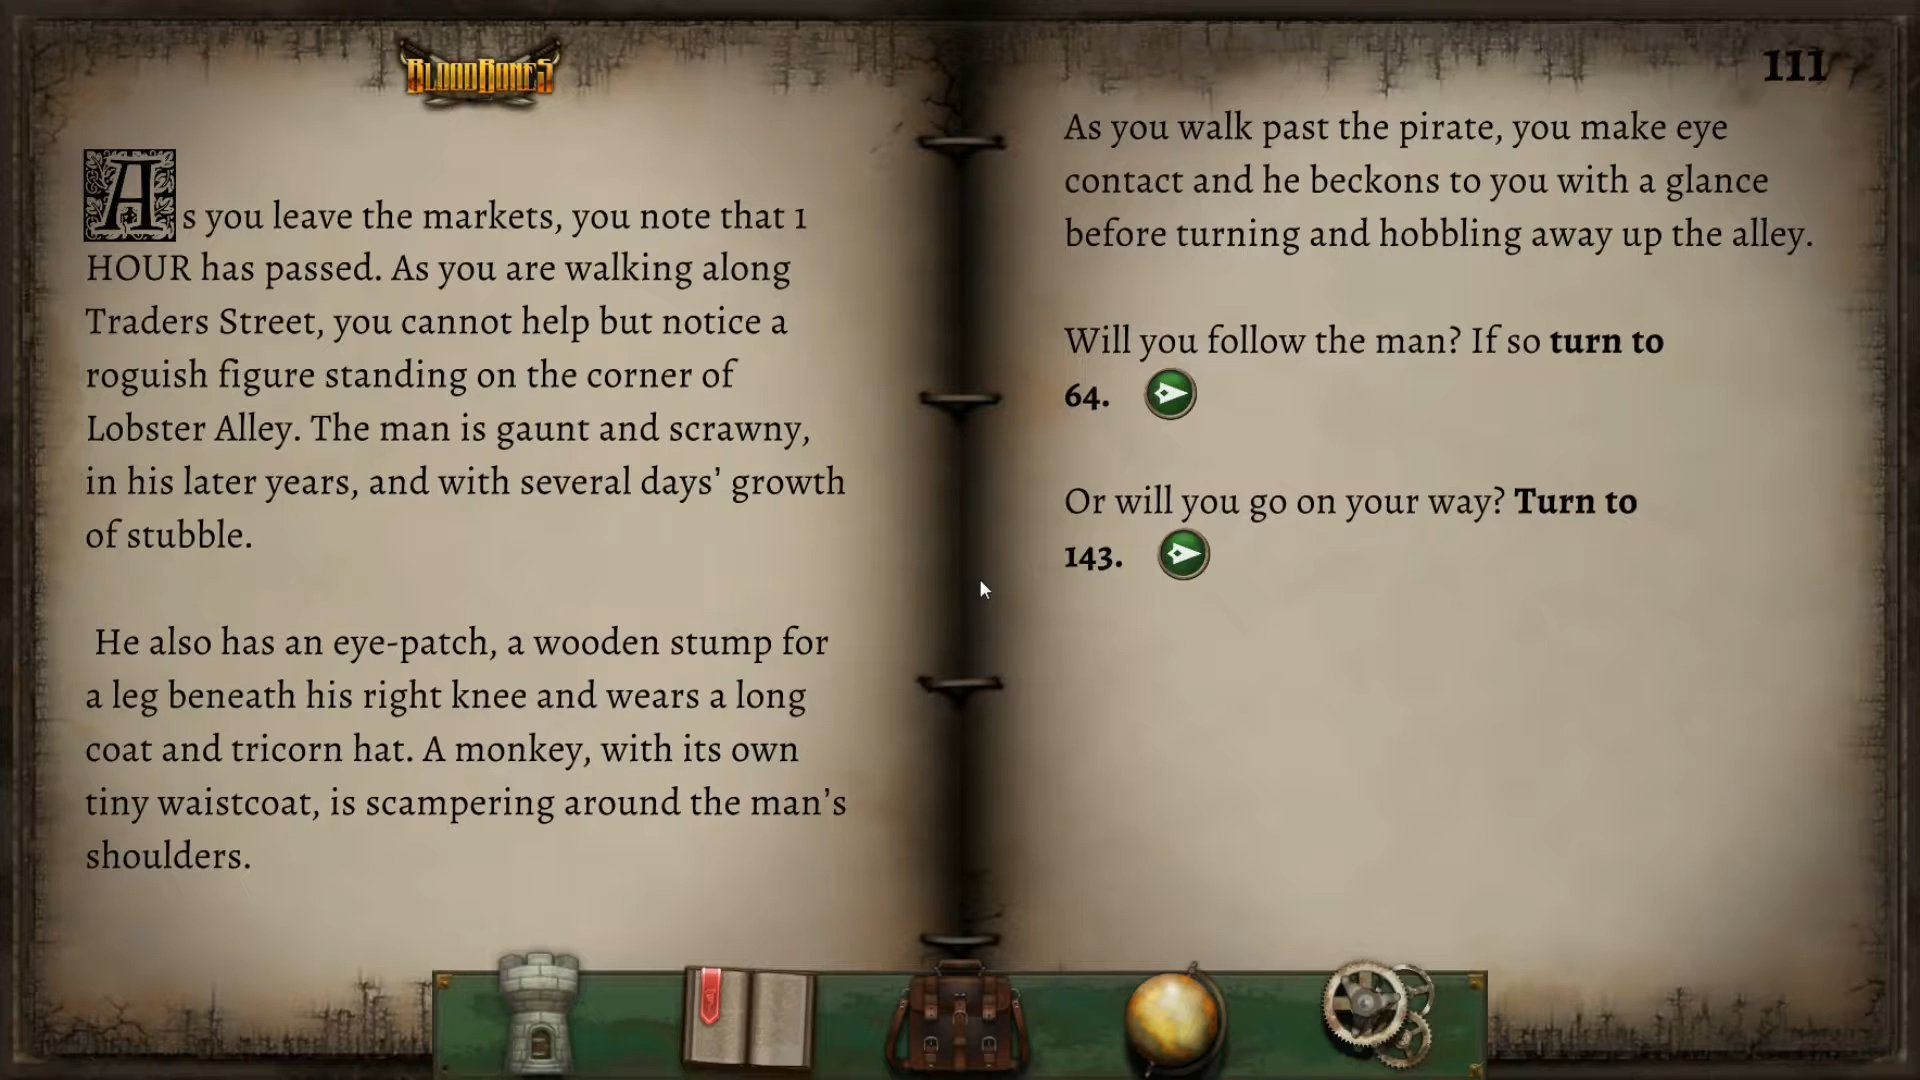 BLOODBONES
111
As you leave the markets, you note that 1
HOUR has passed. As you are walking along
Traders Street, you cannot help but notice a
roguish figure standing on the corner of
Lobster Alley. The man is gaunt and scrawny,
in his later years, and with several days’ growth
of stubble.
He also has an eye-patch, a wooden stump for
a leg beneath his right knee and wears a long
coat and tricorn hat. A monkey, with its own
tiny waistcoat, is scampering around the man’s
shoulders.
As you walk past the pirate, you make eye
contact and he beckons to you with a glance
before turning and hobbling away up the alley.
Will you follow the man? If so turn to
64.
Or will you go on your way? Turn to
143.